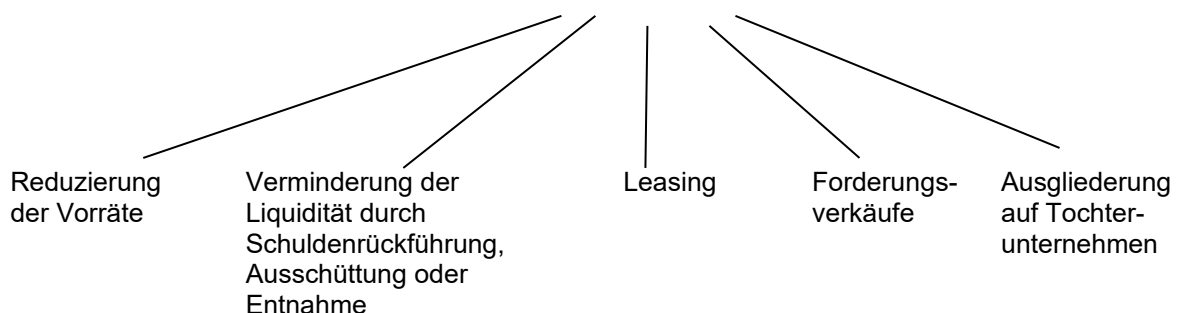 Reduzierung
der Vorräte
Verminderung der
Liquidität durch
Schuldenrückführung,
Ausschüttung oder
Entnahme
Leasing
Forderungs-
verkäufe
Ausgliederung
auf Tochter-
unternehmen